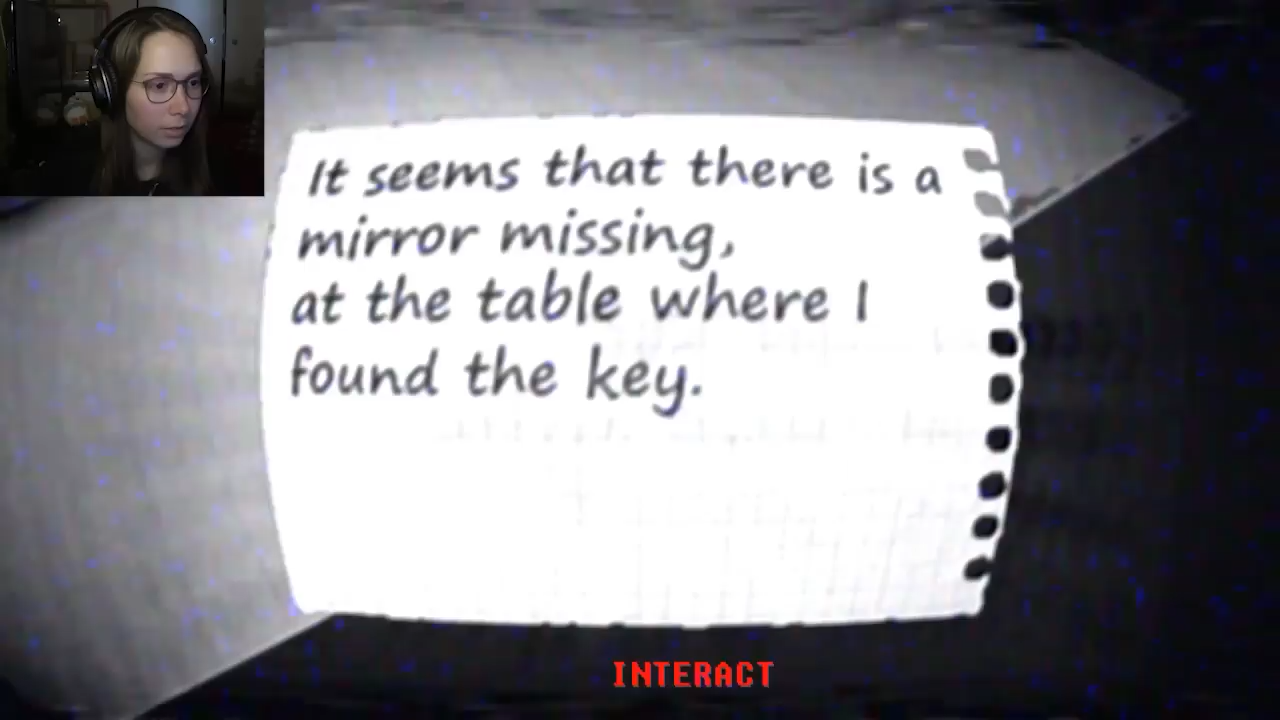 It seems that there is a
mirror missing,
at the table where I
found the key.
INTERACT